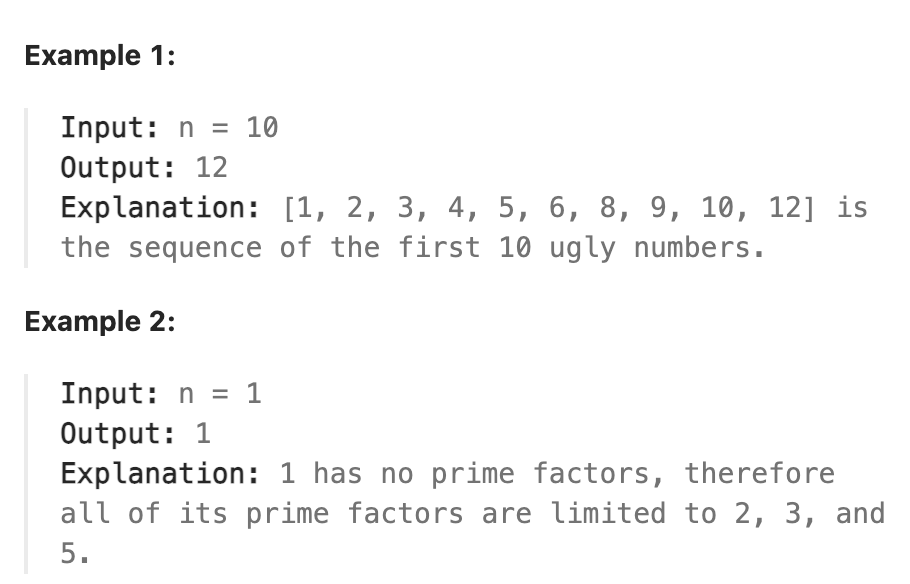 Example 1:
Input: n = 10
Output: 12
Explanation: [1, 2, 3, 4, 5, 6, 8, 9, 10, 12] is
the sequence of the first 10 ugly numbers.
Example 2:
Input: n = 1
Output: 1
Explanation: 1 has no prime factors, therefore
all of its prime factors are limited to 2, 3, and
5.